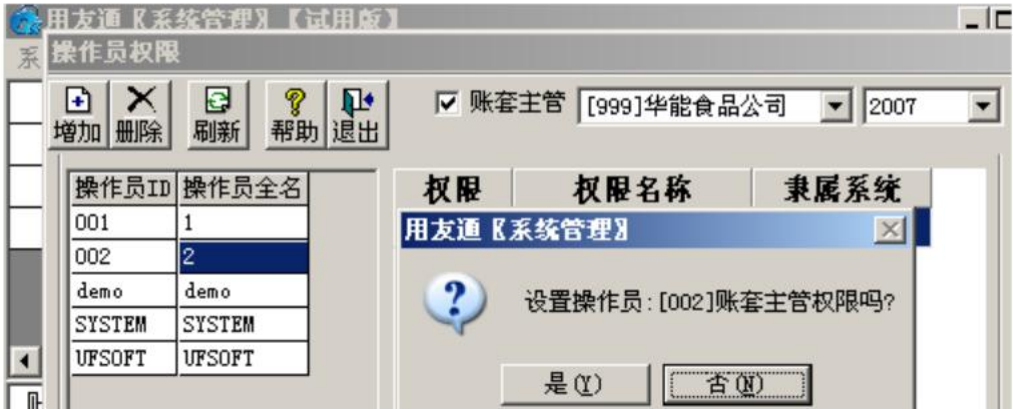 用友通〖系统管理〗【试用版】
系
操作员权限
增加 删除 刷新 帮助 退出
账套主管 [999]华能食品公司 2007
操作员ID 操作员全名
001 1
002 2
demo demo
SYSTEM SYSTEM
UFSOFT UFSOFT
权限 权限名称 隶属系统
用友通〖系统管理〗
设置操作员:[002]账套主管权限吗?
是(Y) 否(N)